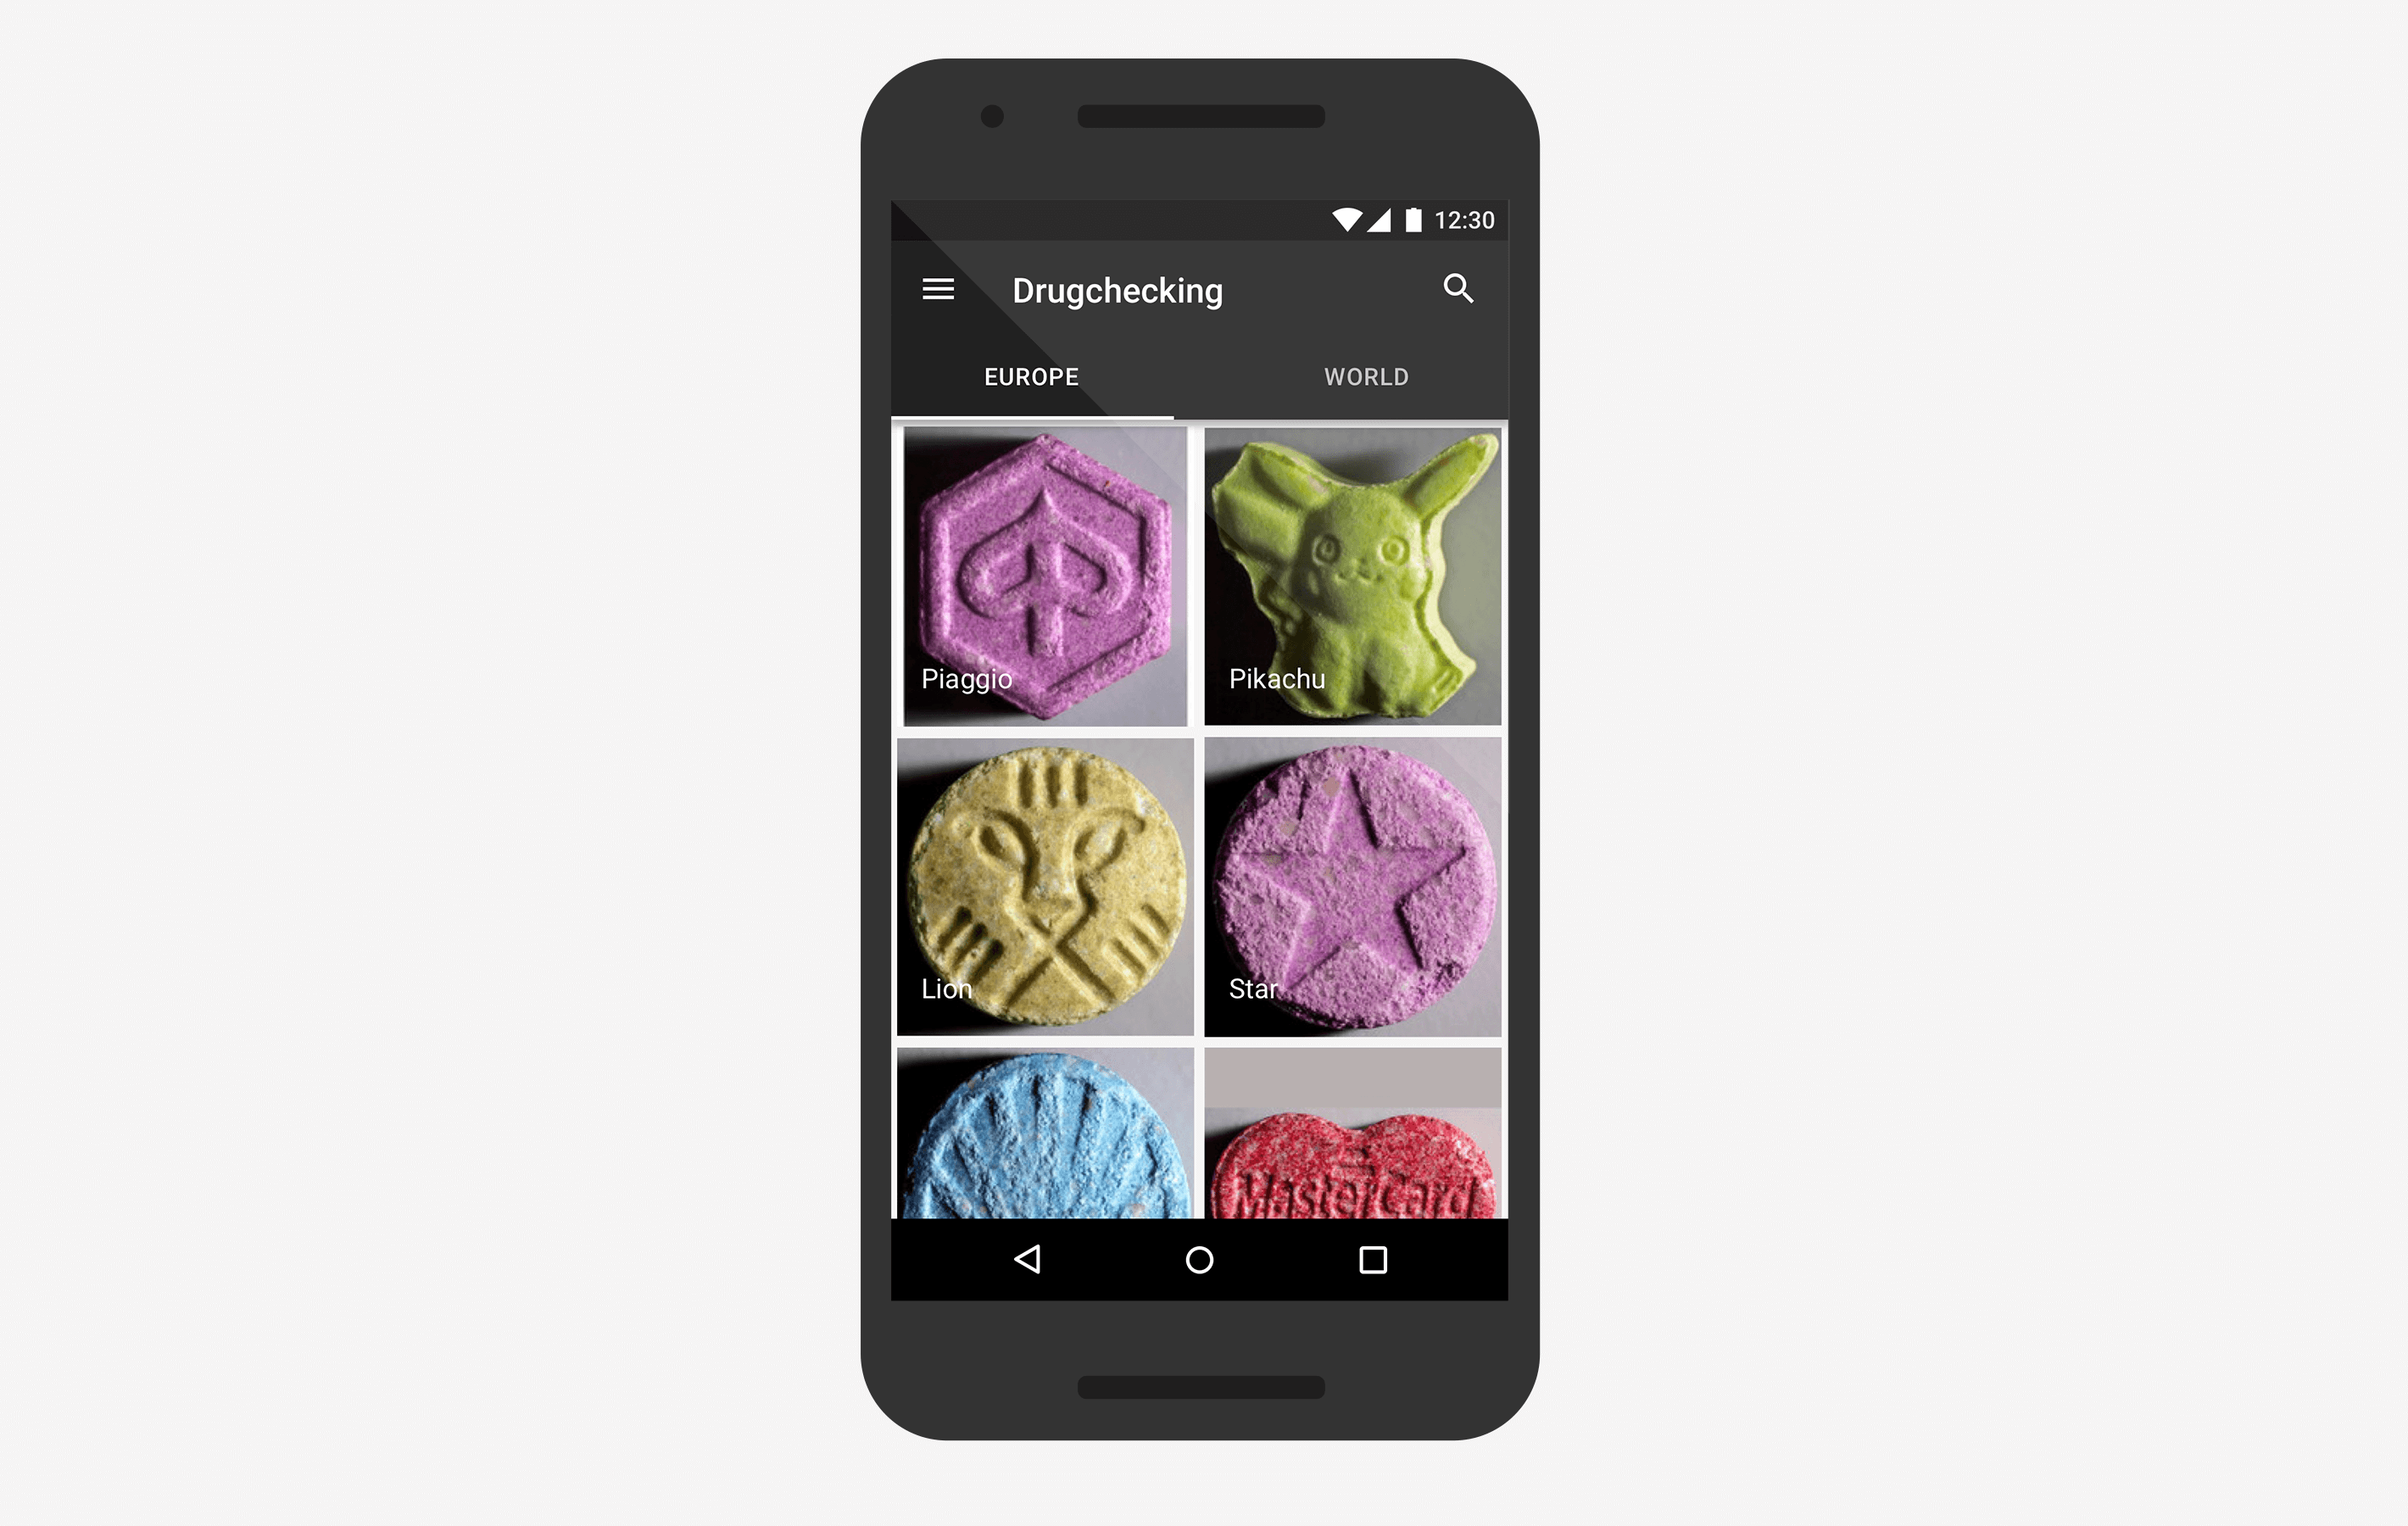 12:30
Drugchecking
EUROPE
WORLD
Piaggio
Pikachu
Lion
Star
MasterCard